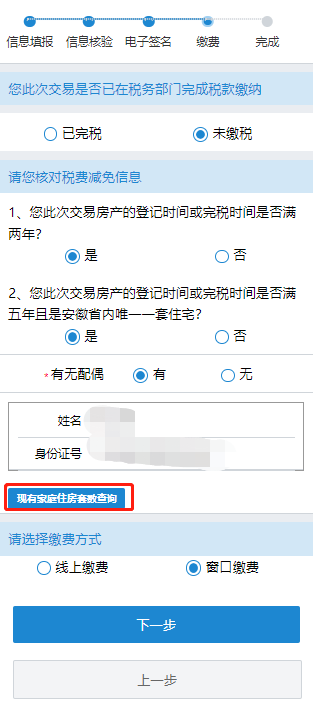 信息填报 信息核验 电子签名 缴费 完成
您此次交易是否已在税务部门完成税款缴纳
已完税 未缴税
请您核对税费减免信息
1、您此次交易房产的登记时间或完税时间是否满
两年?
是 否
2、您此次交易房产的登记时间或完税时间是否满
五年且是安徽省内唯一一套住宅?
是 否
*有无配偶 有 无
姓名
身份证号
现有家庭住房套数查询
请选择缴费方式
线上缴费 窗口缴费
下一步
上一步